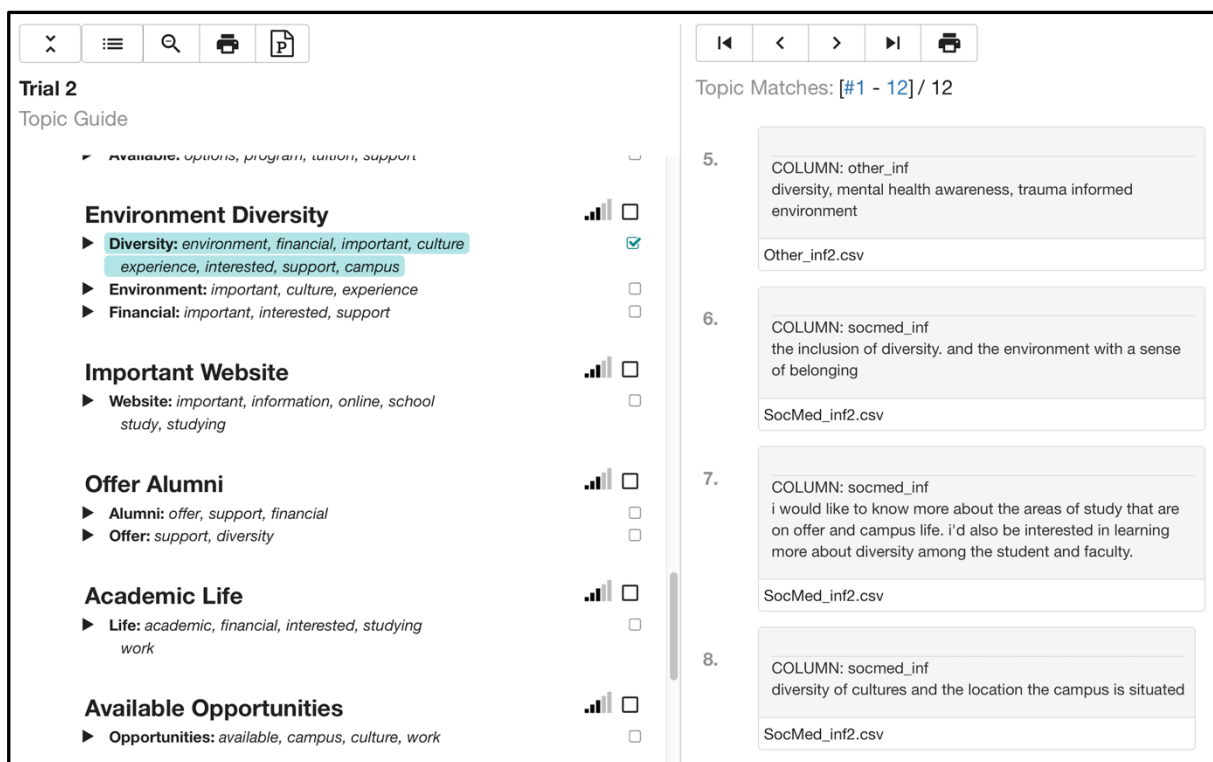 Trial 2
Topic Guide
▶ Available: options, program, tuition, support
Environment Diversity
▶ Diversity: environment, financial, important, culture
experience, interested, support, campus
▶ Environment: important, culture, experience
▶ Financial: important, interested, support
Important Website
▶ Website: important, information, online, school
study, studying
Offer Alumni
▶ Alumni: offer, support, financial
▶ Offer: support, diversity
Academic Life
▶ Life: academic, financial, interested, studying
work
Available Opportunities
▶ Opportunities: available, campus, culture, work
Topic Matches: [#1 - 12] / 12
5.
COLUMN: other_inf
diversity, mental health awareness, trauma informed
environment
Other_inf2.csv
6.
COLUMN: socmed_inf
the inclusion of diversity. and the environment with a sense
of belonging
SocMed_inf2.csv
7.
COLUMN: socmed_inf
i would like to know more about the areas of study that are
on offer and campus life. i'd also be interested in learning
more about diversity among the student and faculty.
SocMed_inf2.csv
8.
COLUMN: socmed_inf
diversity of cultures and the location the campus is situated
SocMed_inf2.csv